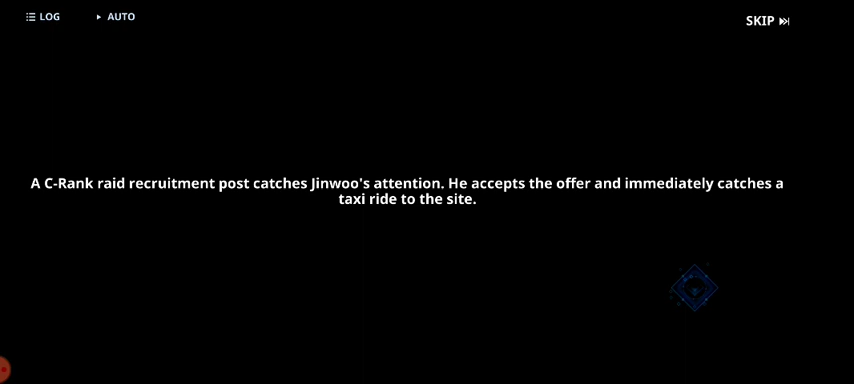 LOG
AUTO
SKIP
A C-Rank raid recruitment post catches Jinwoo's attention. He accepts the offer and immediately catches a
taxi ride to the site.